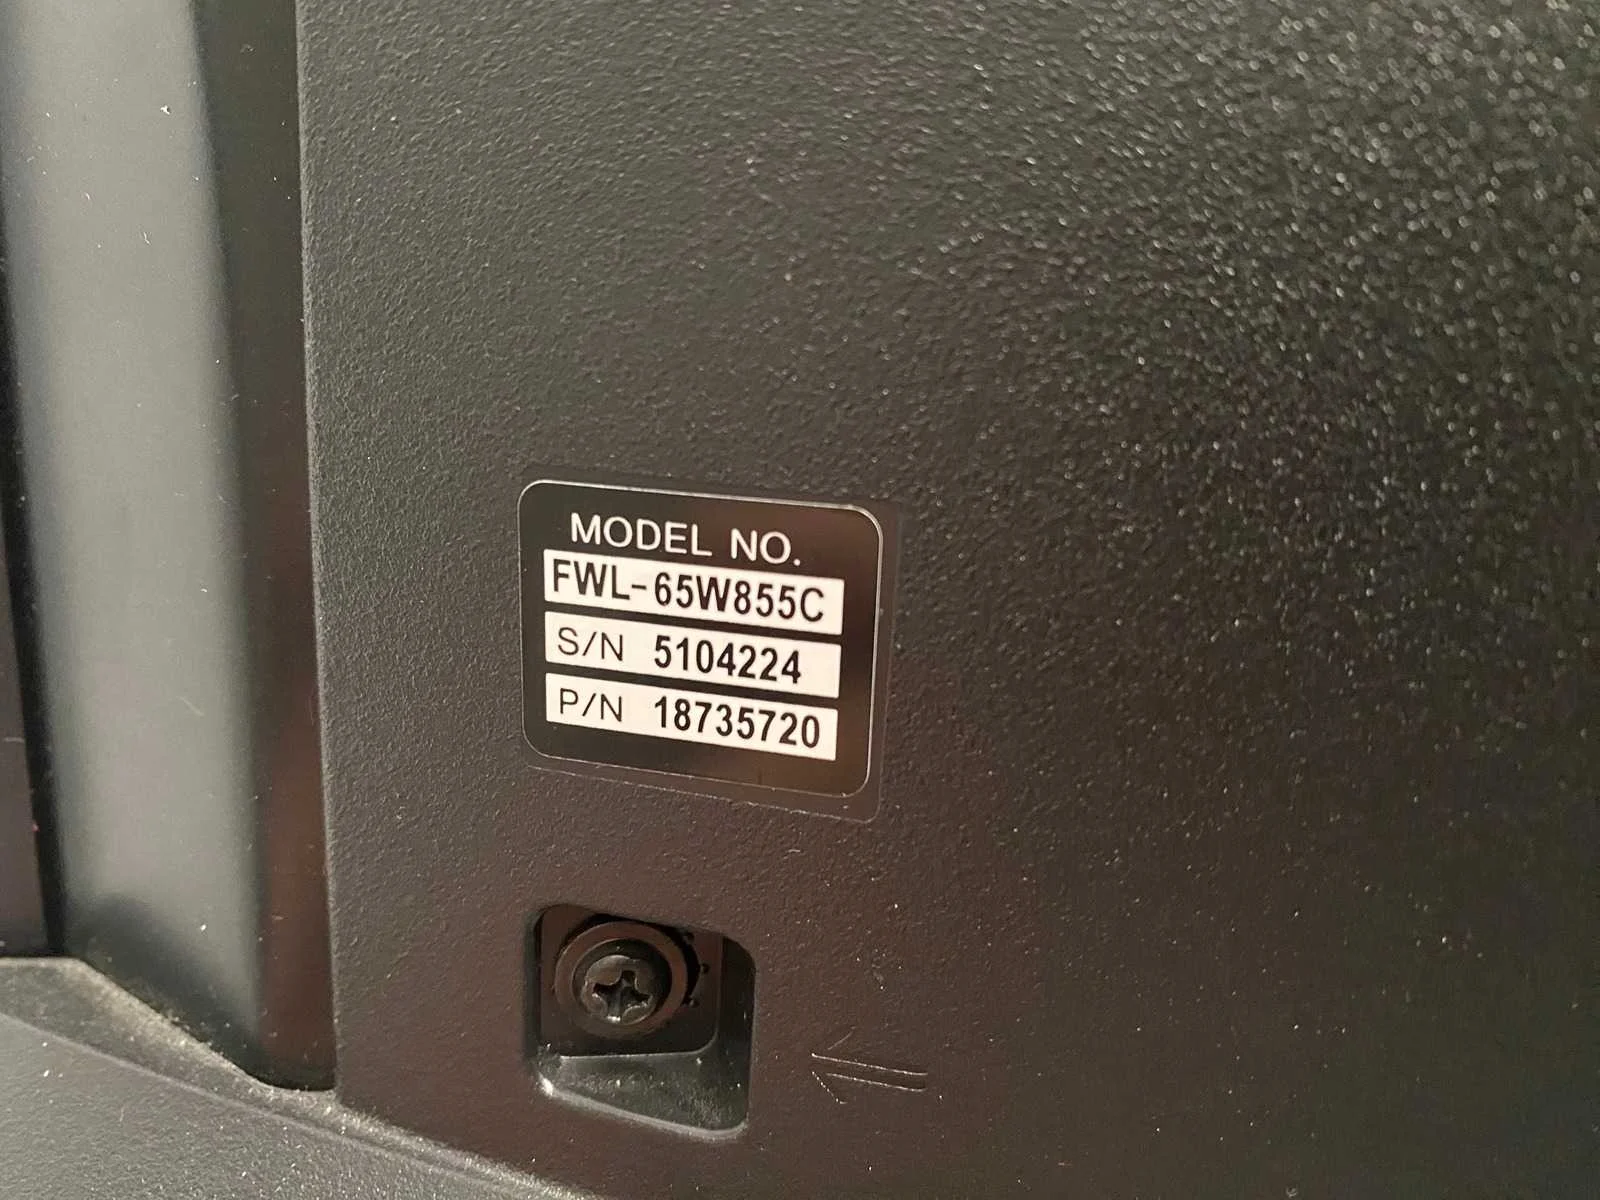 MODEL NO.
FWL-65W855C
S/N 5104224
P/N 18735720